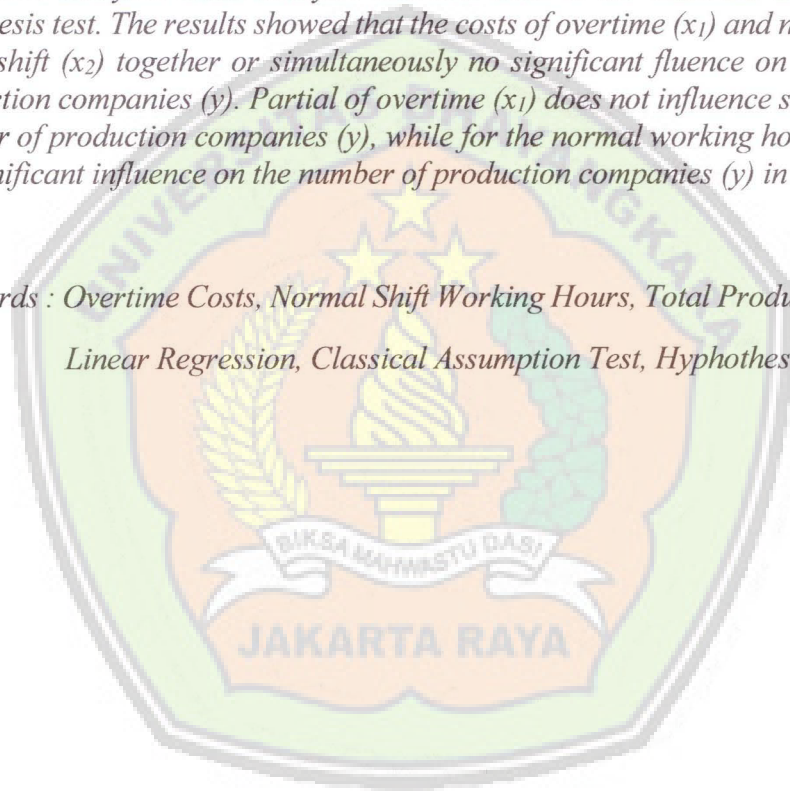 esis test. The results showed that the costs of overtime (x1) and n
shift (x2) together or simultaneously no significant fluence on
ction companies (y). Partial of overtime (x1) does not influence s
r of production companies (y), while for the normal working ho
nificant influence on the number of production companies (y) in
rds : Overtime Costs, Normal Shift Working Hours, Total Produ
Linear Regression, Classical Assumption Test, Hyphothes
UNIVERSITAS BHAYANGKARA
BIKSA MAHWASTU DASI
JAKARTA RAYA